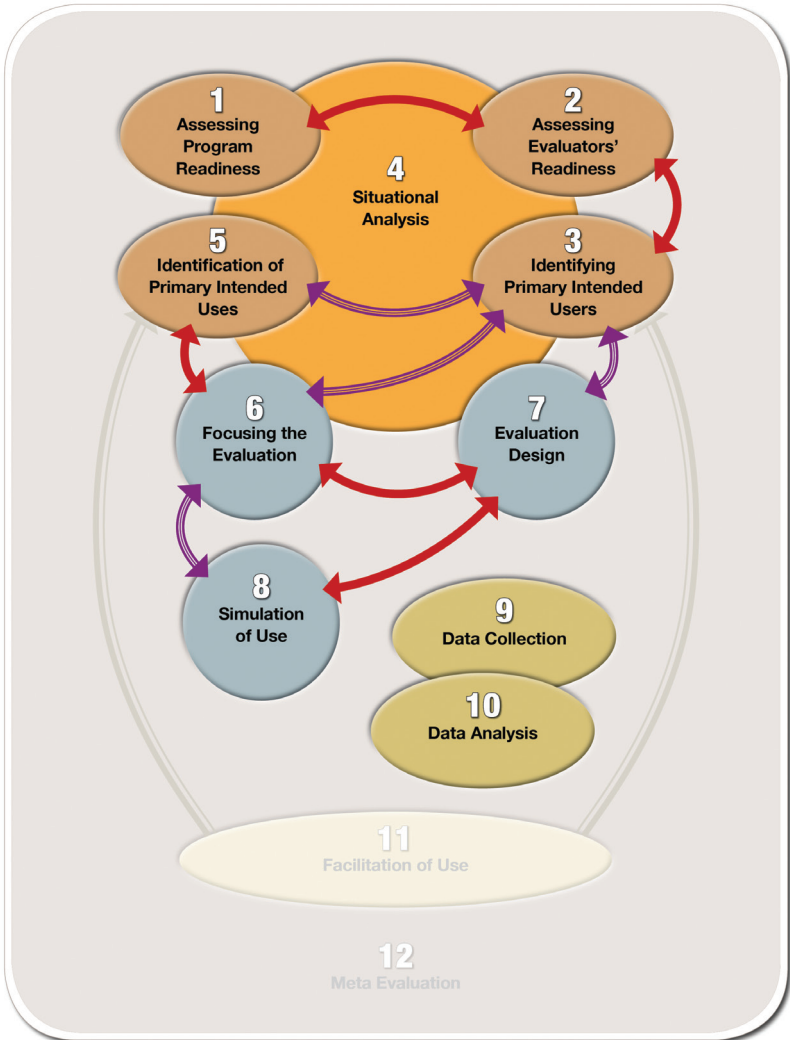 1
Assessing
Program
Readiness
2
Assessing
Evaluators’
Readiness
4
Situational
Analysis
5
Identification of
Primary Intended
Uses
3
Identifying
Primary Intended
Users
6
Focusing the
Evaluation
7
Evaluation
Design
8
Simulation
of Use
9
Data Collection
10
Data Analysis
11
Facilitation of Use
12
Meta Evaluation